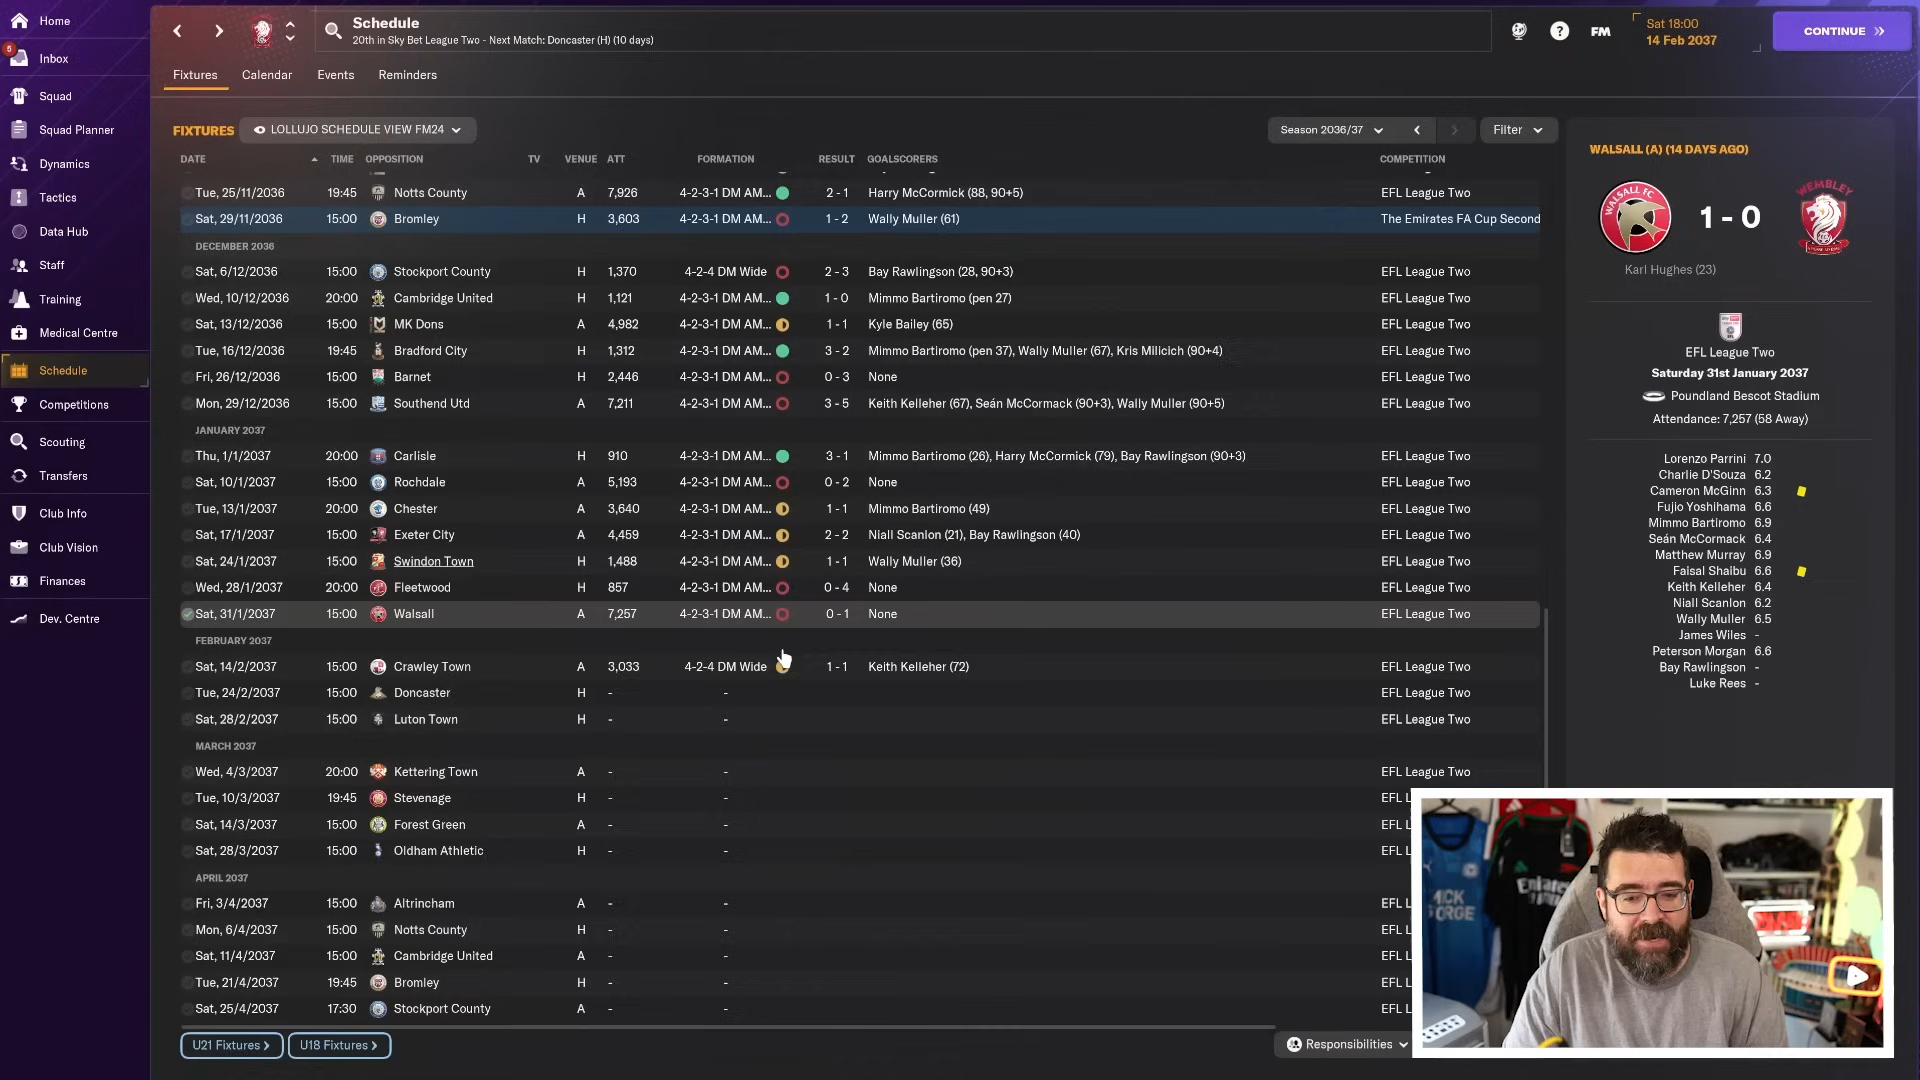 Home
5
Inbox
Squad
Squad Planner
Dynamics
Tactics
Data Hub
Staff
Training
Medical Centre
Schedule
Competitions
Scouting
Transfers
Club Info
Club Vision
Finances
Dev. Centre
Schedule
20th in Sky Bet League Two - Next Match: Doncaster (H) (10 days)
FM
Sat 18:00
14 Feb 2037
CONTINUE
Fixtures Calendar Events Reminders
FIXTURES LOLLUJO SCHEDULE VIEW FM24 Season 2036/37 Filter
DATE TIME OPPOSITION TV VENUE ATT FORMATION RESULT GOALSCORERS COMPETITION
Tue, 25/11/2036 19:45 Notts County A 7,926 4-2-3-1 DM AM... 2 - 1 Harry McCormick (88, 90+5) EFL League Two
Sat, 29/11/2036 15:00 Bromley H 3,603 4-2-3-1 DM AM... 1 - 2 Wally Muller (61) The Emirates FA Cup Second
DECEMBER 2036
Sat, 6/12/2036 15:00 Stockport County H 1,370 4-2-4 DM Wide 2 - 3 Bay Rawlingson (28, 90+3) EFL League Two
Wed, 10/12/2036 20:00 Cambridge United H 1,121 4-2-3-1 DM AM... 1 - 0 Mimmo Bartiromo (pen 27) EFL League Two
Sat, 13/12/2036 15:00 MK Dons A 4,982 4-2-3-1 DM AM... 1 - 1 Kyle Bailey (65) EFL League Two
Tue, 16/12/2036 19:45 Bradford City H 1,312 4-2-3-1 DM AM... 3 - 2 Mimmo Bartiromo (pen 37), Wally Muller (67), Kris Milicich (90+4) EFL League Two
Fri, 26/12/2036 15:00 Barnet H 2,446 4-2-3-1 DM AM... 0 - 3 None EFL League Two
Mon, 29/12/2036 15:00 Southend Utd A 7,211 4-2-3-1 DM AM... 3 - 5 Keith Kelleher (67), Seán McCormack (90+3), Wally Muller (90+5) EFL League Two
JANUARY 2037
Thu, 1/1/2037 20:00 Carlisle H 910 4-2-3-1 DM AM... 3 - 1 Mimmo Bartiromo (26), Harry McCormick (79), Bay Rawlingson (90+3) EFL League Two
Sat, 10/1/2037 15:00 Rochdale A 5,193 4-2-3-1 DM AM... 0 - 2 None EFL League Two
Tue, 13/1/2037 20:00 Chester A 3,640 4-2-3-1 DM AM... 1 - 1 Mimmo Bartiromo (49) EFL League Two
Sat, 17/1/2037 15:00 Exeter City A 4,459 4-2-3-1 DM AM... 2 - 2 Niall Scanlon (21), Bay Rawlingson (40) EFL League Two
Sat, 24/1/2037 15:00 Swindon Town H 1,488 4-2-3-1 DM AM... 1 - 1 Wally Muller (36) EFL League Two
Wed, 28/1/2037 20:00 Fleetwood H 857 4-2-3-1 DM AM... 0 - 4 None EFL League Two
Sat, 31/1/2037 15:00 Walsall A 7,257 4-2-3-1 DM AM... 0 - 1 None EFL League Two
FEBRUARY 2037
Sat, 14/2/2037 15:00 Crawley Town A 3,033 4-2-4 DM Wide 1 - 1 Keith Kelleher (72) EFL League Two
Tue, 24/2/2037 15:00 Doncaster H - - EFL League Two
Sat, 28/2/2037 15:00 Luton Town H - - EFL League Two
MARCH 2037
Wed, 4/3/2037 20:00 Kettering Town A - - EFL League Two
Tue, 10/3/2037 19:45 Stevenage H - - EFL L
Sat, 14/3/2037 15:00 Forest Green A - - EFL L
Sat, 28/3/2037 15:00 Oldham Athletic H - - EFL L
APRIL 2037
Fri, 3/4/2037 15:00 Altrincham A - - EFL L
Mon, 6/4/2037 15:00 Notts County H - - EFL L
Sat, 11/4/2037 15:00 Cambridge United A - - EFL L
Tue, 21/4/2037 19:45 Bromley H - - EFL L
Sat, 25/4/2037 17:30 Stockport County A - - EFL L
U21 Fixtures U18 Fixtures Responsibilities
WALSALL (A) (14 DAYS AGO)
WALSALL FC
1 - 0
WEMBLEY
Karl Hughes (23)
EFL League Two
Saturday 31st January 2037
Poundland Bescot Stadium
Attendance: 7,257 (58 Away)
Lorenzo Parrini 7.0
Charlie D'Souza 6.2
Cameron McGinn 6.3
Fujio Yoshihama 6.6
Mimmo Bartiromo 6.9
Seán McCormack 6.4
Matthew Murray 6.9
Faisal Shaibu 6.6
Keith Kelleher 6.4
Niall Scanlon 6.2
Wally Muller 6.5
James Wiles -
Peterson Morgan 6.6
Bay Rawlingson -
Luke Rees -